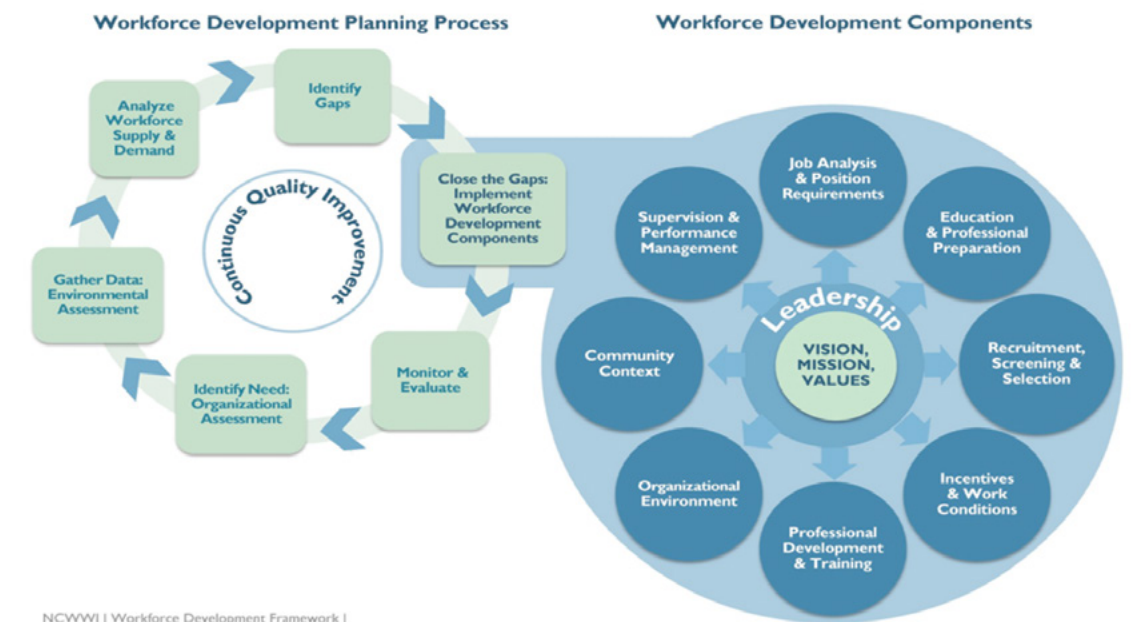 Workforce Development Planning Process
Identify
Gaps
Analyze
Workforce
Supply &
Demand
Close the Gaps:
Implement
Workforce
Development
Components
Continuous Quality Improvement
Gather Data:
Environmental
Assessment
Monitor &
Evaluate
Identify Need:
Organizational
Assessment
Workforce Development Components
Job Analysis
& Position
Requirements
Supervision &
Performance
Management
Education
& Professional
Preparation
Leadership
VISION,
MISSION,
VALUES
Community
Context
Recruitment,
Screening &
Selection
Organizational
Environment
Incentives
& Work
Conditions
Professional
Development
& Training
NCWWI | Workforce Development Framework |